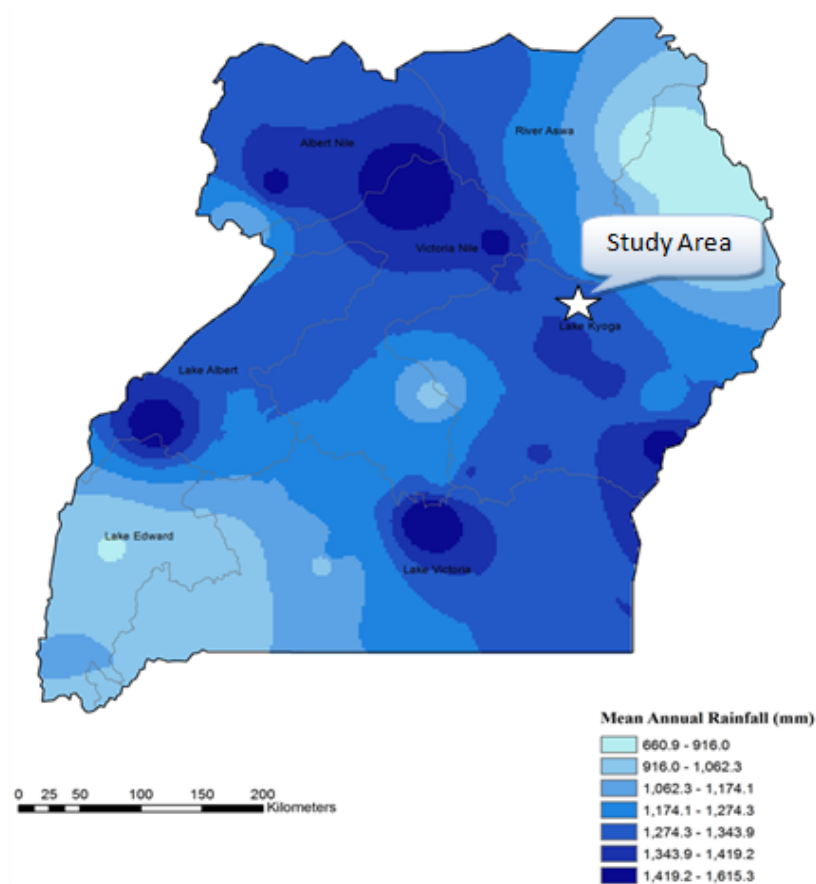 Albert Nile
River Aswa
Study Area
Victoria Nile
Lake Kyoga
Lake Albert
Lake Edward
Lake Victoria
Mean Annual Rainfall (mm)
660.9 - 916.0
916.0 - 1,062.3
1,062.3 - 1,174.1
1,174.1 - 1,274.3
1,274.3 - 1,343.9
1,343.9 - 1,419.2
1,419.2 - 1,615.3
0 25 50 100 150 200
Kilometers